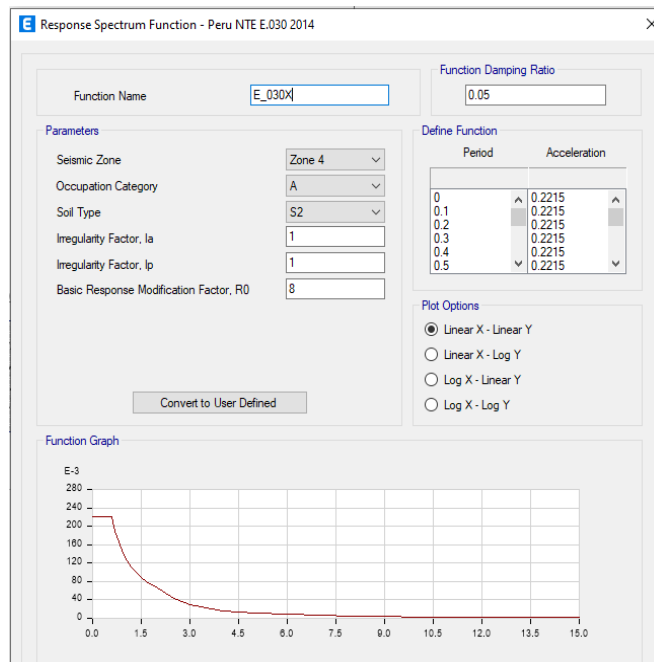 E Response Spectrum Function - Peru NTE E.030 2014
Function Name
E_030X
Function Damping Ratio
0.05
Parameters
Seismic Zone
Zone 4
Occupation Category
A
Soil Type
S2
Irregularity Factor, Ia
1
Irregularity Factor, Ip
1
Basic Response Modification Factor, R0
8
Convert to User Defined
Define Function
Period Acceleration
0 0.2215
0.1 0.2215
0.2 0.2215
0.3 0.2215
0.4 0.2215
0.5 0.2215
Plot Options
Linear X - Linear Y
Linear X - Log Y
Log X - Linear Y
Log X - Log Y
Function Graph
E-3
280
240
200
160
120
80
40
0
0.0 1.5 3.0 4.5 6.0 7.5 9.0 10.5 12.0 13.5 15.0